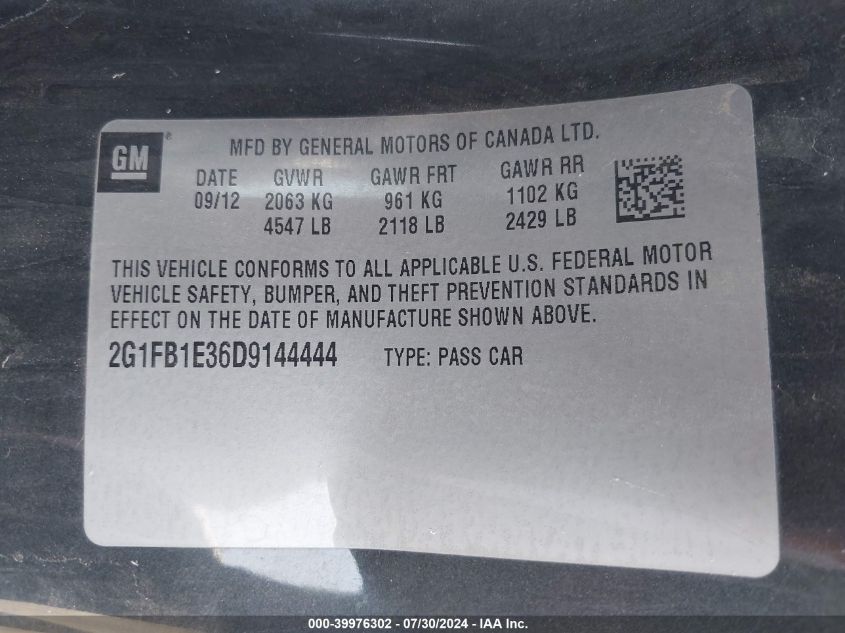 GM ®
MFD BY GENERAL MOTORS OF CANADA LTD.
DATE GVWR GAWR FRT GAWR RR
09/12 2063 KG 961 KG 1102 KG
4547 LB 2118 LB 2429 LB
THIS VEHICLE CONFORMS TO ALL APPLICABLE U.S. FEDERAL MOTOR
VEHICLE SAFETY, BUMPER, AND THEFT PREVENTION STANDARDS IN
EFFECT ON THE DATE OF MANUFACTURE SHOWN ABOVE.
2G1FB1E36D9144444 TYPE: PASS CAR
000-39976302 - 07/30/2024 - IAA Inc.